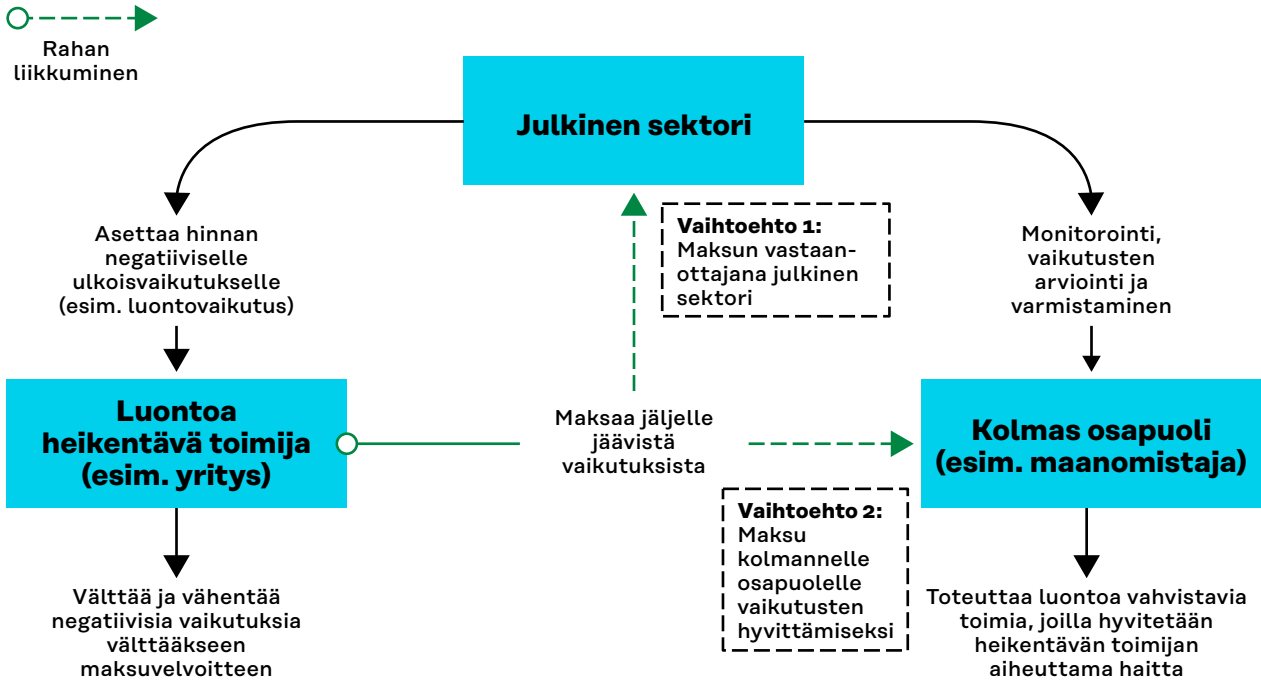 Rahan
liikkuminen
Julkinen sektori
Asettaa hinnan
negatiiviselle
ulkoisvaikutukselle
(esim. luontovaikutus)
Vaihtoehto 1:
Maksun vastaan-
ottajana julkinen
sektori
Monitorointi,
vaikutusten
arviointi ja
varmistaminen
Luontoa
heikentävä toimija
(esim. yritys)
Maksaa jäljelle
jäävistä
vaikutuksista
Kolmas osapuoli
(esim. maanomistaja)
Vaihtoehto 2:
Maksu
kolmannelle
osapuolelle
vaikutusten
hyvittämiseksi
Välttää ja vähentää
negatiivisia vaikutuksia
välttääkseen
maksuvelvoitteen
Toteuttaa luontoa vahvistavia
toimia, joilla hyvitetään
heikentävän toimijan
aiheuttama haitta